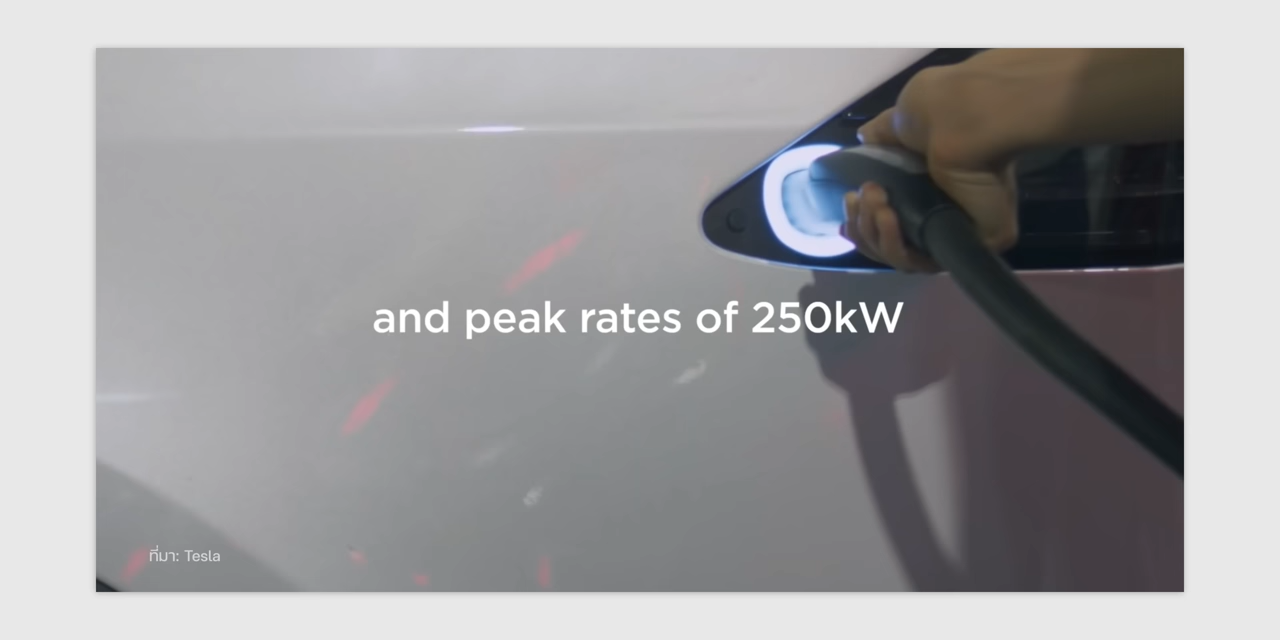 and peak rates of 250kW
ที่มา: Tesla